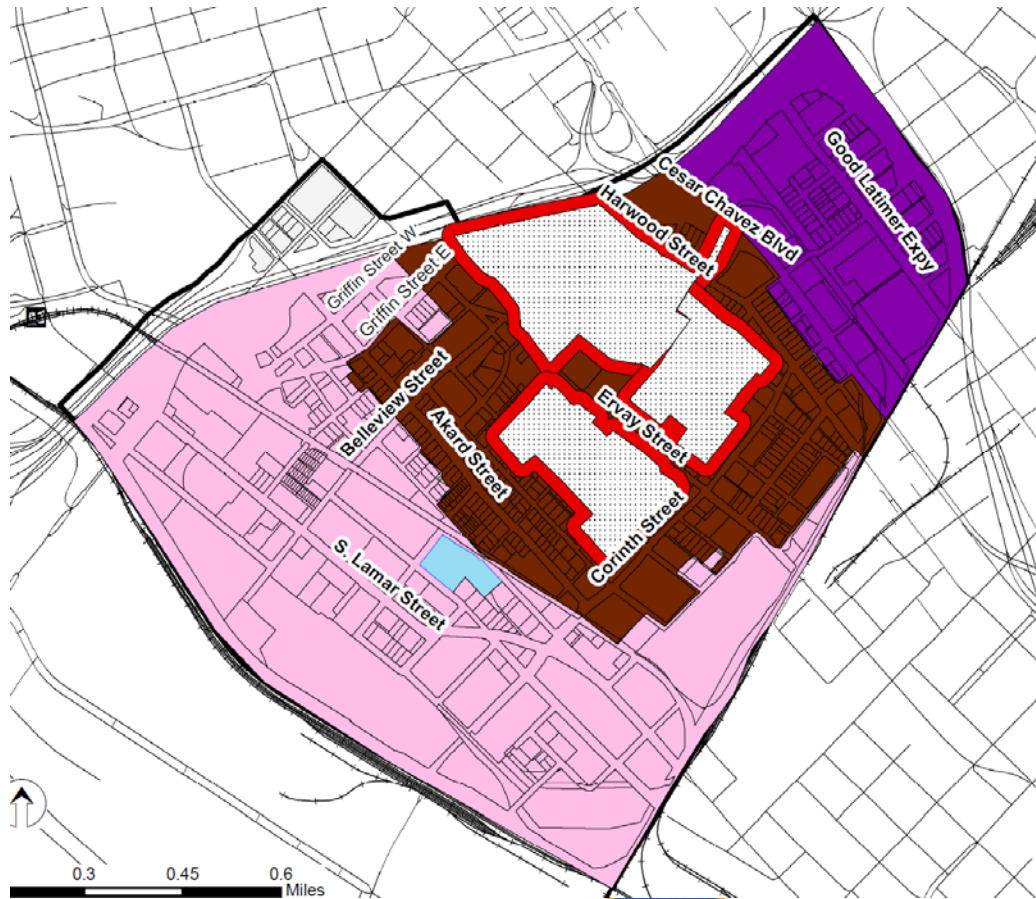 Cesar Chavez Blvd
Harwood Street
Good Latimer Expy
Griffin Street W
Griffin Street E
Belleview Street
Akard Street
Ervay Street
Corinth Street
S. Lamar Street
0.3 0.45 0.6
Miles